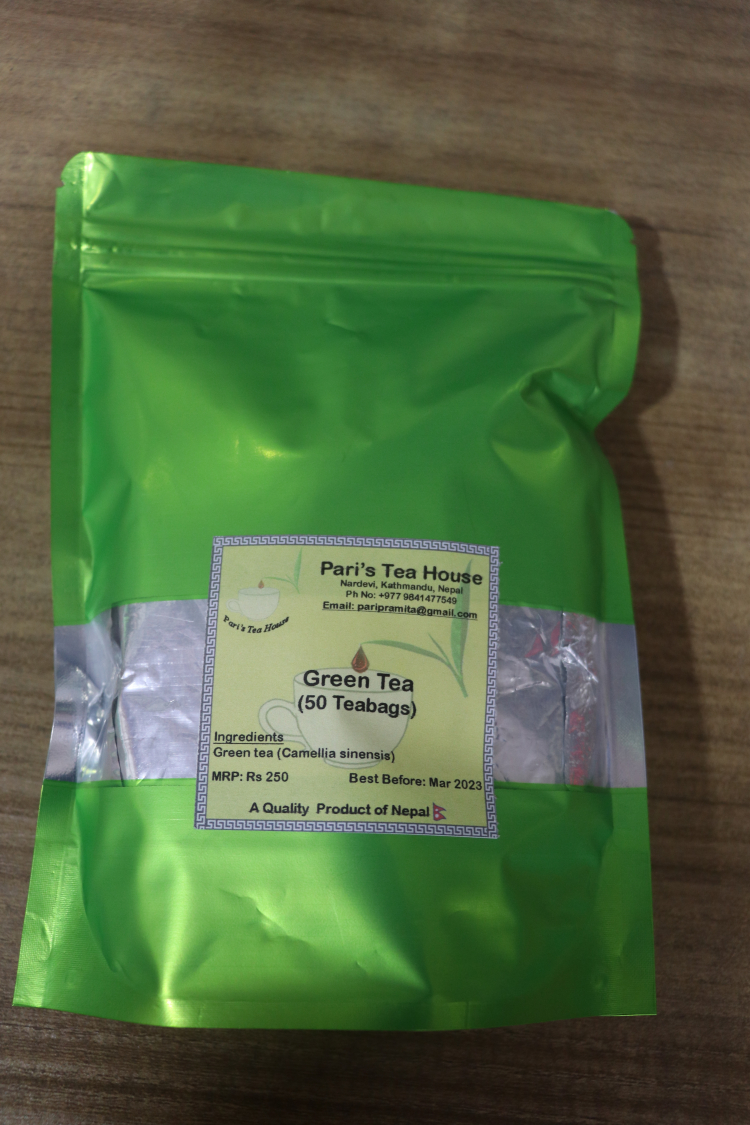 Pari's Tea House
Nardevi, Kathmandu, Nepal
Ph No: +977 9841477549
Email: paripramita@gmail.com
Pari's Tea House
Green Tea
(50 Teabags)
Ingredients
Green tea (Camellia sinensis)
MRP: Rs 250 Best Before: Mar 2023
A Quality Product of Nepal